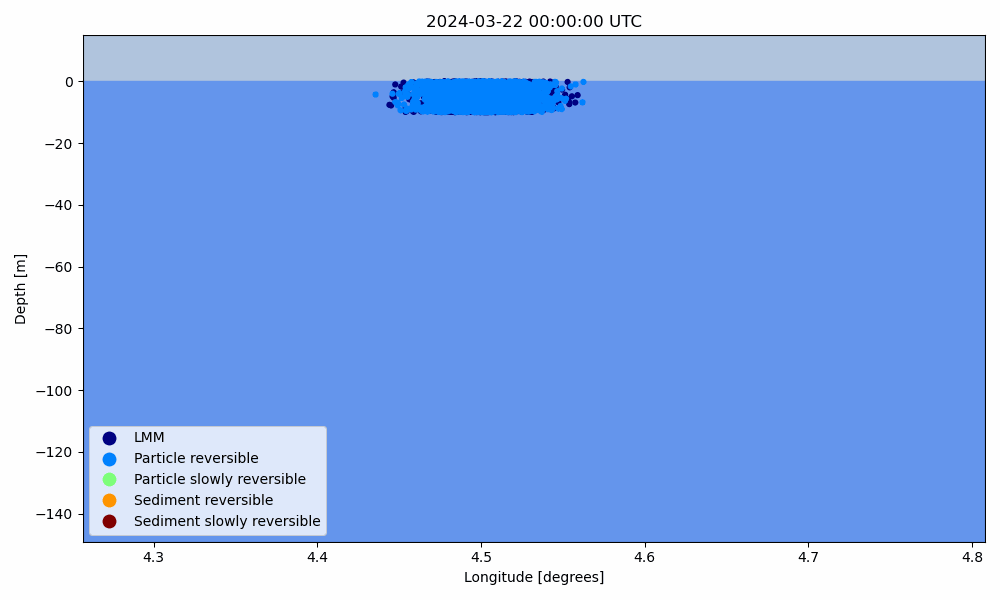 2024-03-22 00:00:00 UTC
0
−20
−40
−60
−80
−100
−120
−140
Depth [m]
LMM
Particle reversible
Particle slowly reversible
Sediment reversible
Sediment slowly reversible
4.3 4.4 4.5 4.6 4.7 4.8
Longitude [degrees]